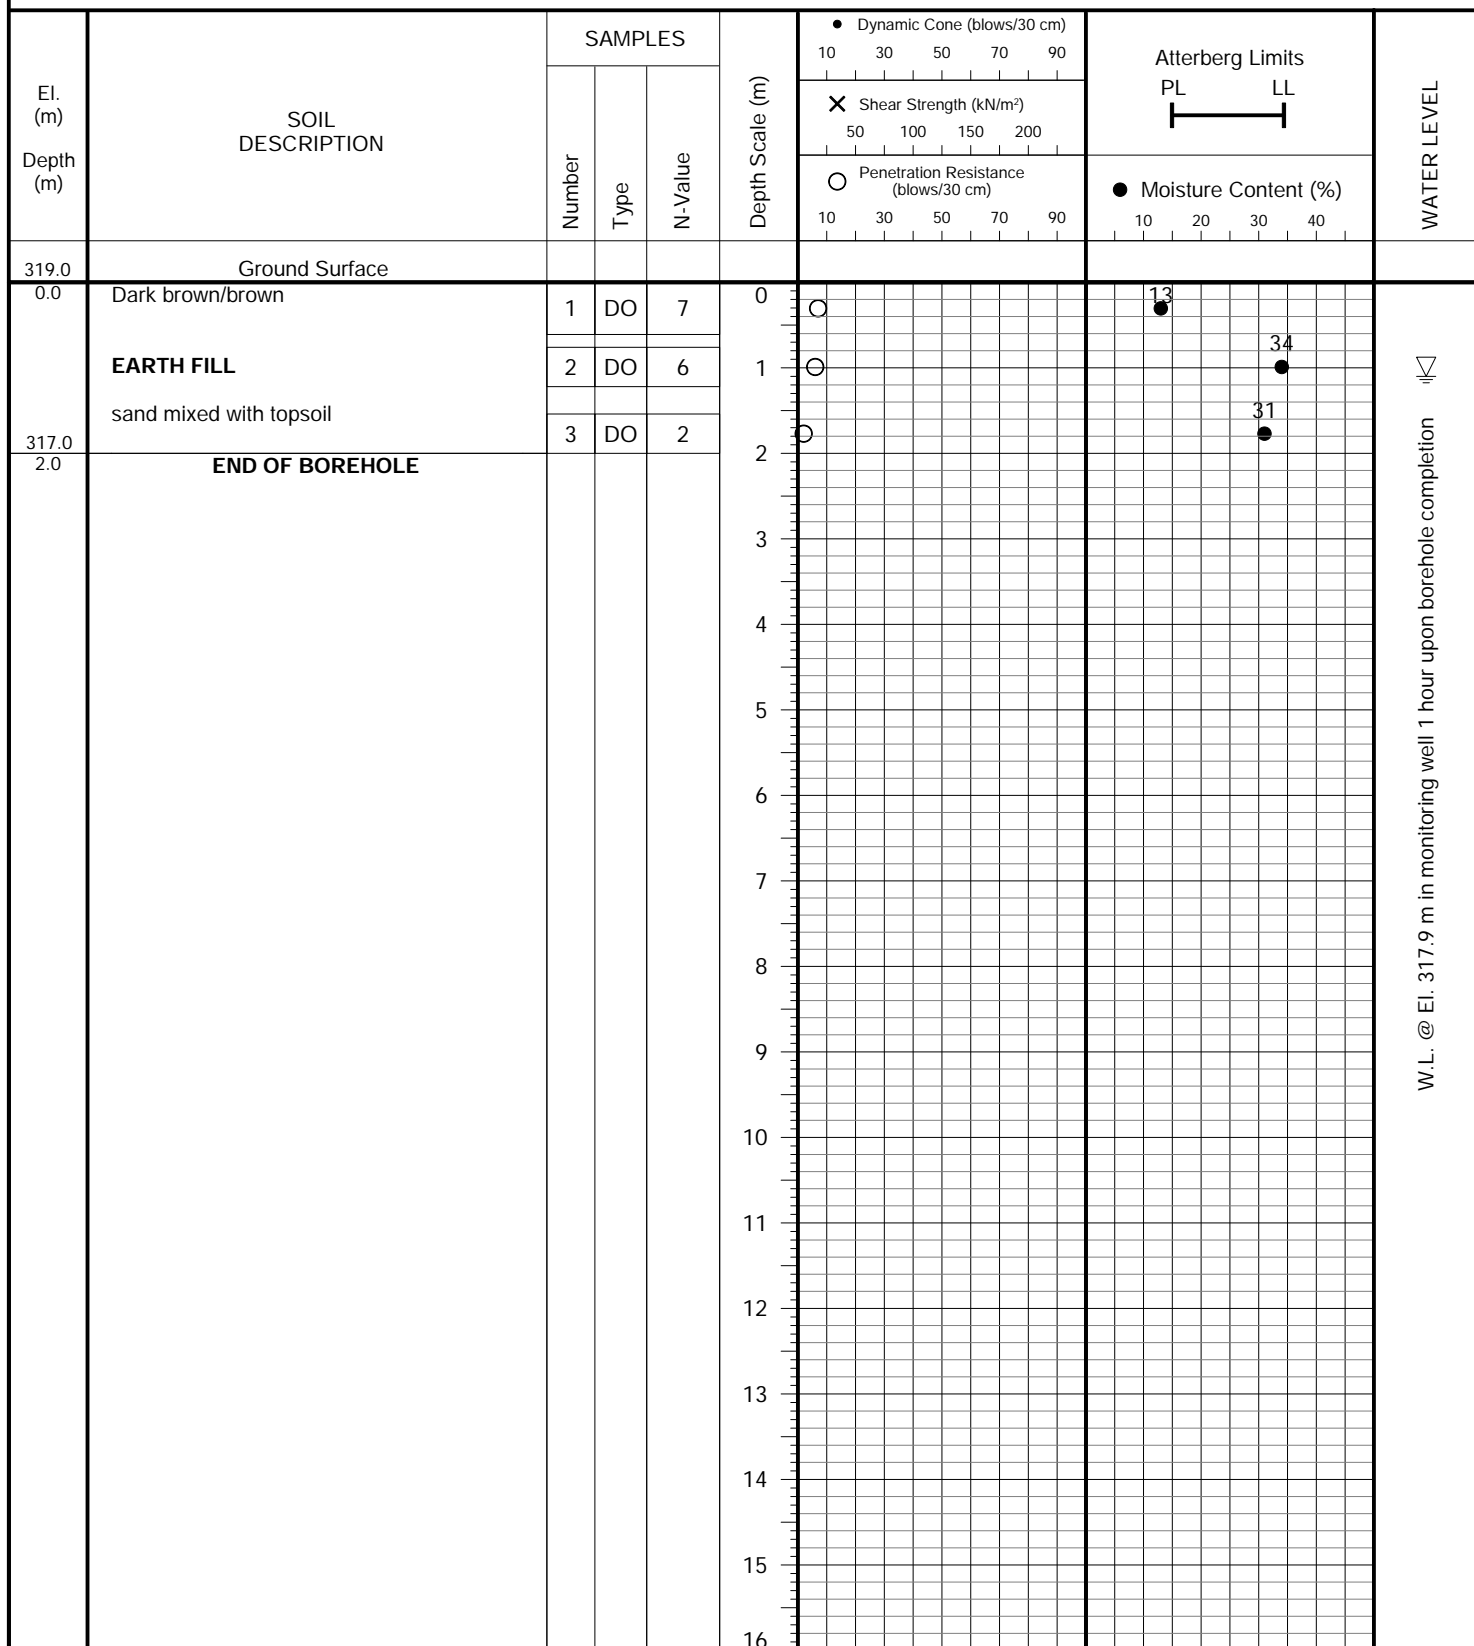 El.
(m)
Depth
(m)
SOIL
DESCRIPTION
SAMPLES
Number
Type
N-Value
Depth Scale (m)
● Dynamic Cone (blows/30 cm)
10 30 50 70 90
✕ Shear Strength (kN/m²)
50 100 150 200
○ Penetration Resistance
(blows/30 cm)
10 30 50 70 90
Atterberg Limits
PL LL
● Moisture Content (%)
10 20 30 40
WATER LEVEL
319.0 Ground Surface
0.0 Dark brown/brown
1 DO 7
0
13
EARTH FILL
2 DO 6
1
34
sand mixed with topsoil
3 DO 2
31
317.0
2.0 END OF BOREHOLE
2
3
4
5
6
7
8
9
10
11
12
13
14
15
16
W.L. @ El. 317.9 m in monitoring well 1 hour upon borehole completion